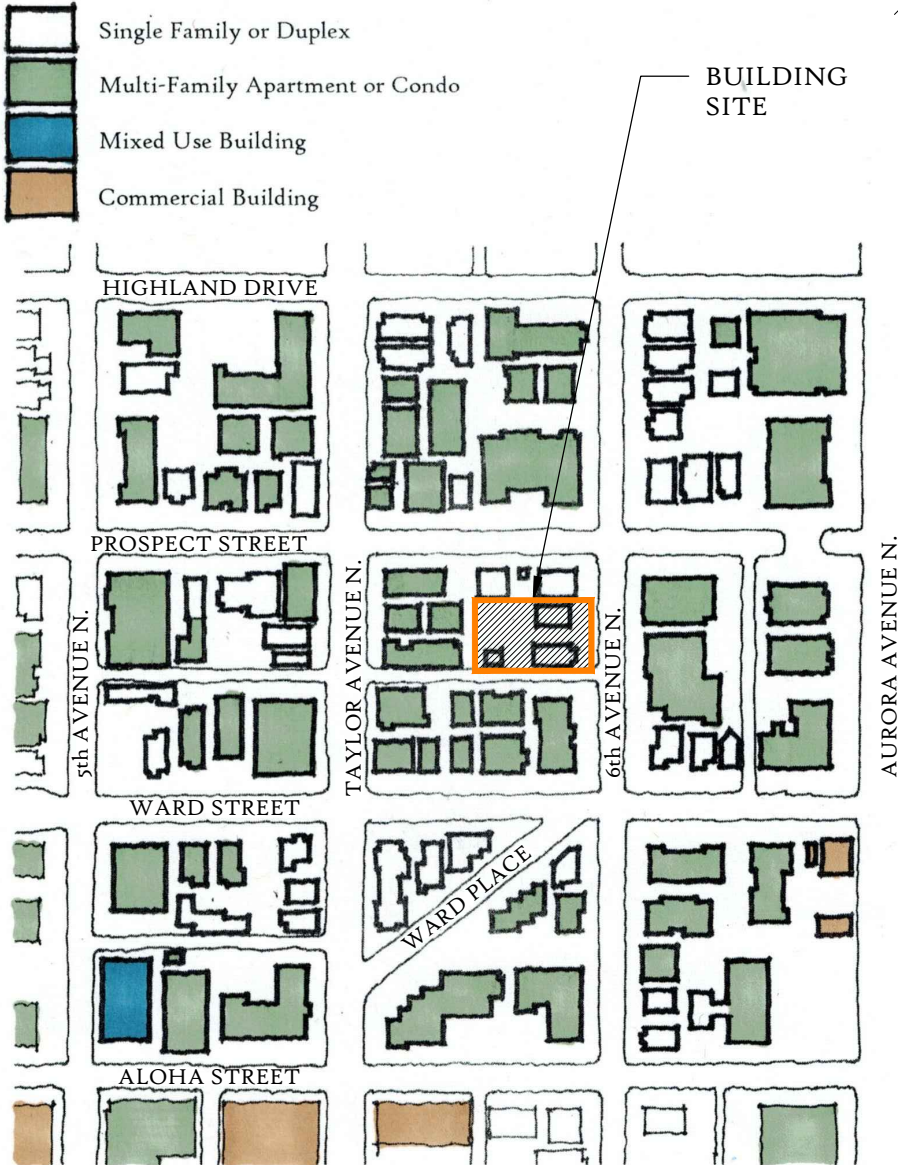 Single Family or Duplex
Multi-Family Apartment or Condo
Mixed Use Building
Commercial Building
BUILDING
SITE
HIGHLAND DRIVE
PROSPECT STREET
5th AVENUE N.
TAYLOR AVENUE N.
6th AVENUE N.
AURORA AVENUE N.
WARD STREET
WARD PLACE
ALOHA STREET